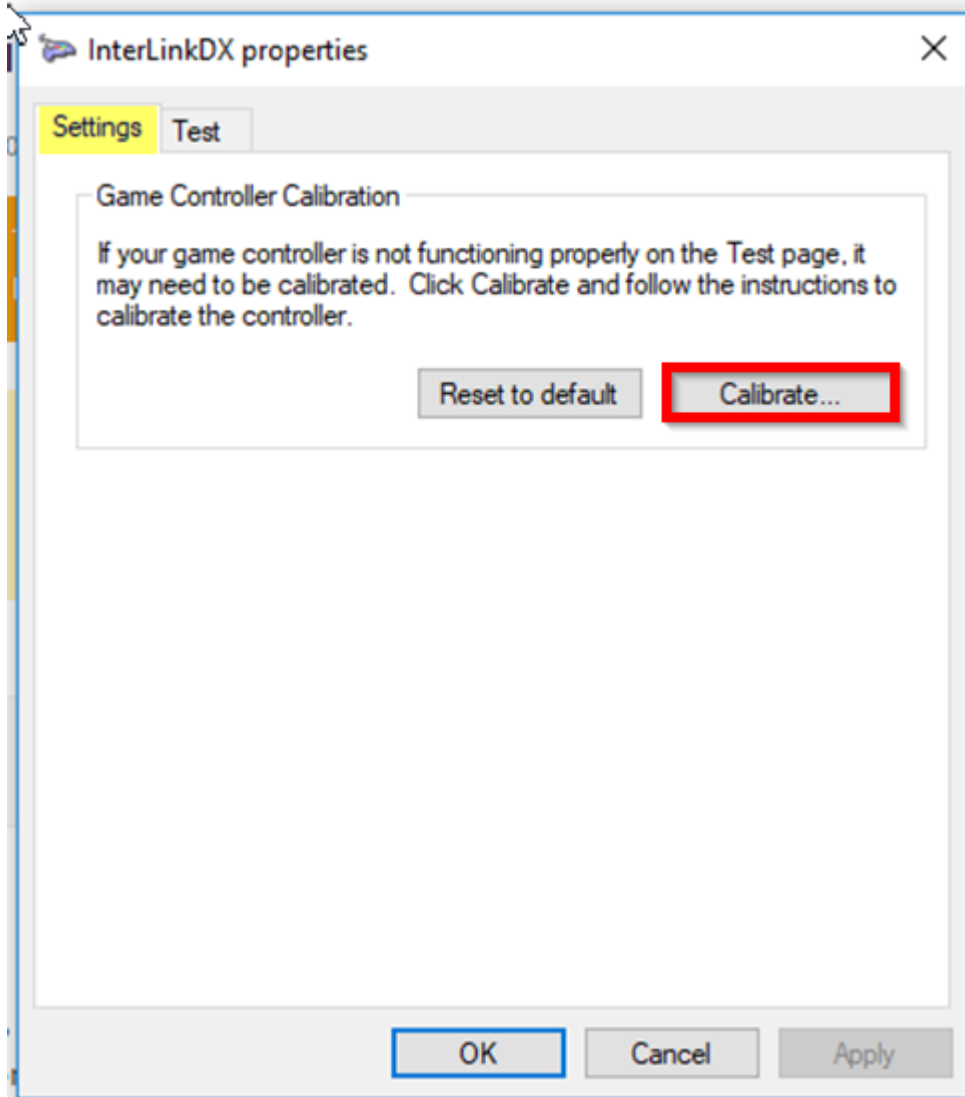 InterLinkDX properties
Settings Test
Game Controller Calibration
If your game controller is not functioning properly on the Test page, it
may need to be calibrated. Click Calibrate and follow the instructions to
calibrate the controller.
Reset to default Calibrate...
OK Cancel Apply